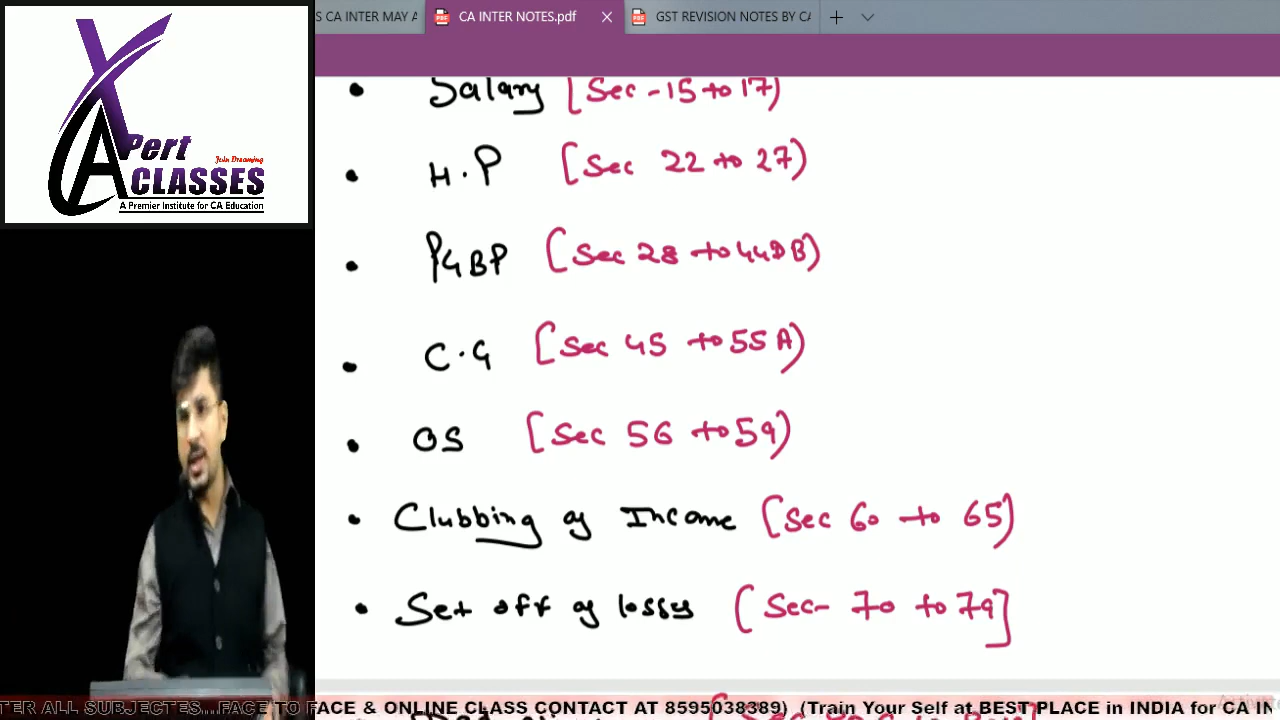 S CA INTER MAY A
CA INTER NOTES.pdf
GST REVISION NOTES BY CA
Xpert
Join Dreaming
CA CLASSES
A Premier Institute for CA Education
• Salary [Sec - 15 to 17)
• H.P [Sec 22 to 27)
• PGBP [Sec 28 to 44DB)
• C.G [Sec 45 to 55A)
• OS [Sec 56 to 59)
• Clubbing of Income [Sec 60 to 65)
• Set off of losses [Sec- 70 to 79]
TER ALL SUBJECTES...FACE TO FACE & ONLINE CLASS CONTACT AT 8595038389) (Train Your Self at BEST PLACE in INDIA for CA IN